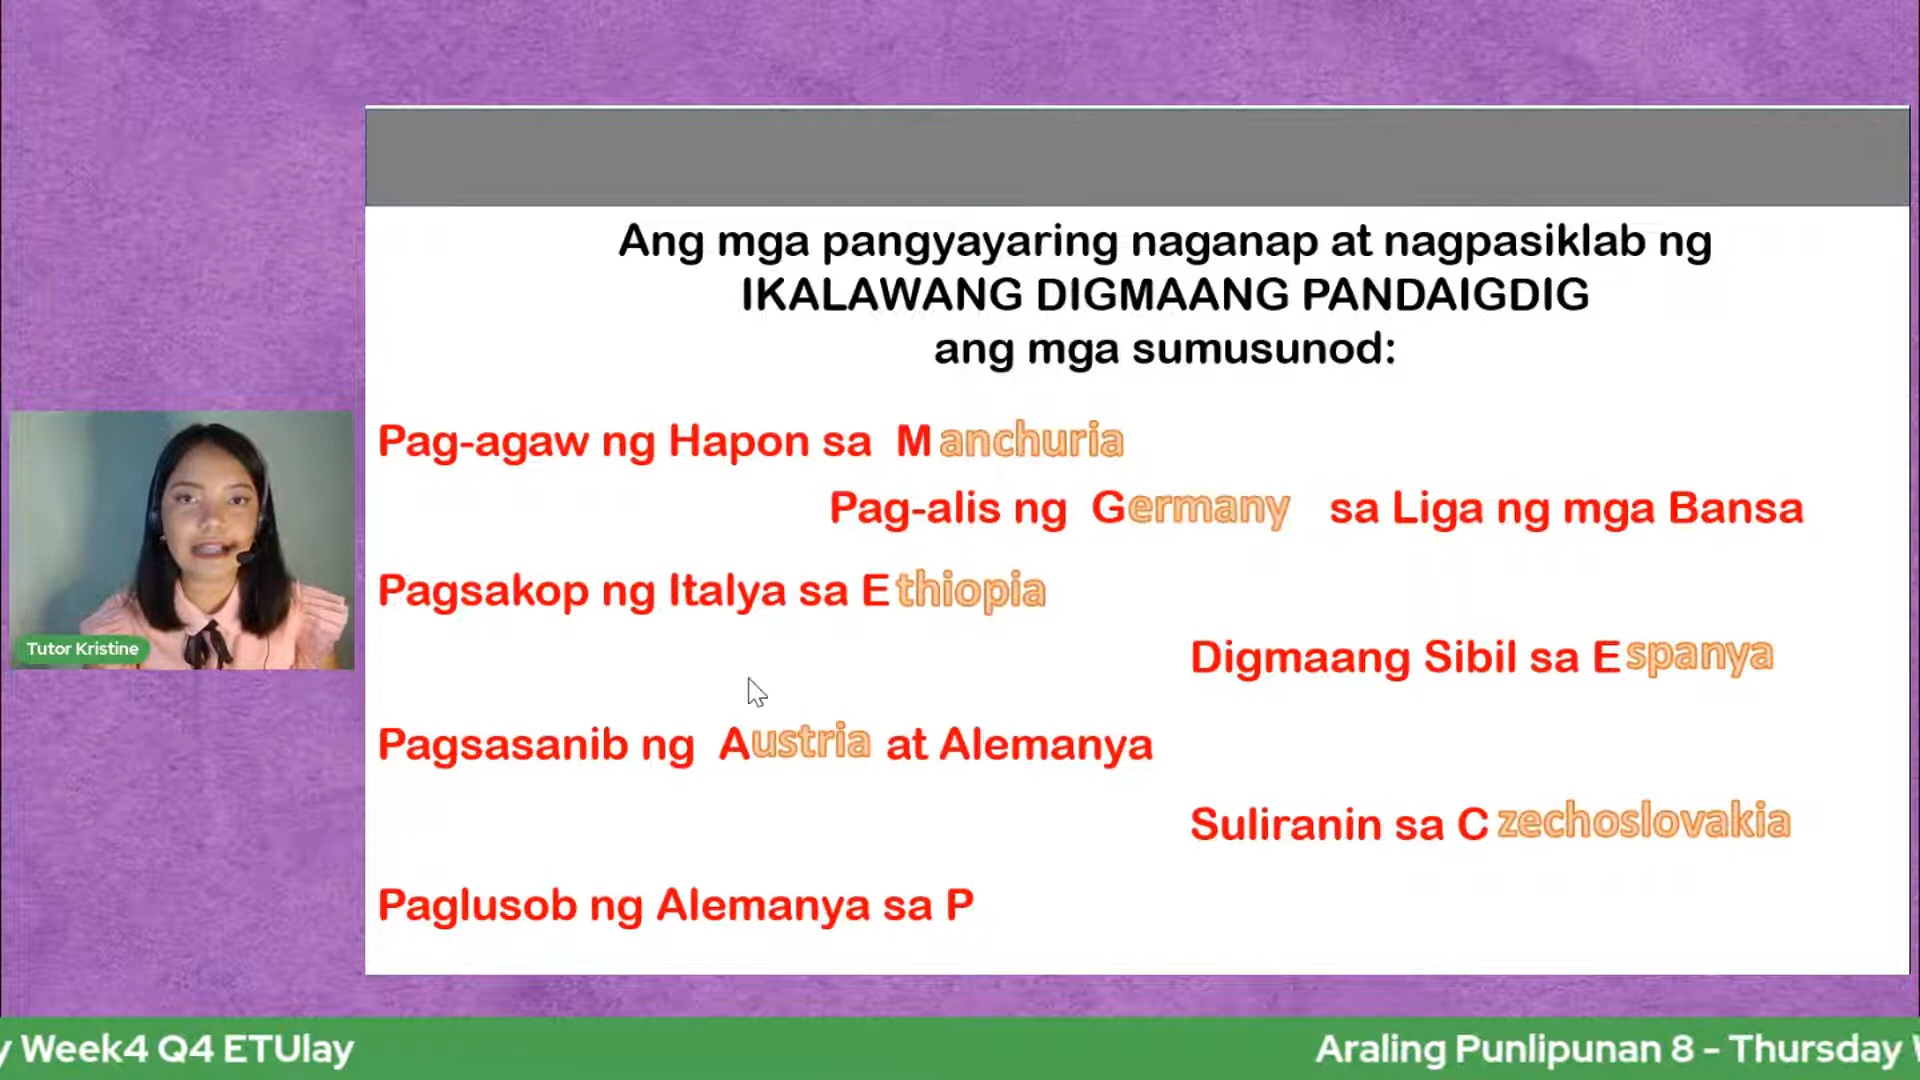 Ang mga pangyayaring naganap at nagpasiklab ng
IKALAWANG DIGMAANG PANDAIGDIG
ang mga sumusunod:
Pag-agaw ng Hapon sa Manchuria
Pag-alis ng Germany sa Liga ng mga Bansa
Pagsakop ng Italya sa Ethiopia
Digmaang Sibil sa Espanya
Tutor Kristine
Pagsasanib ng Austria at Alemanya
Suliranin sa Czechoslovakia
Paglusob ng Alemanya sa P
y Week4 Q4 ETUlay
Araling Punlipunan 8 - Thursday W